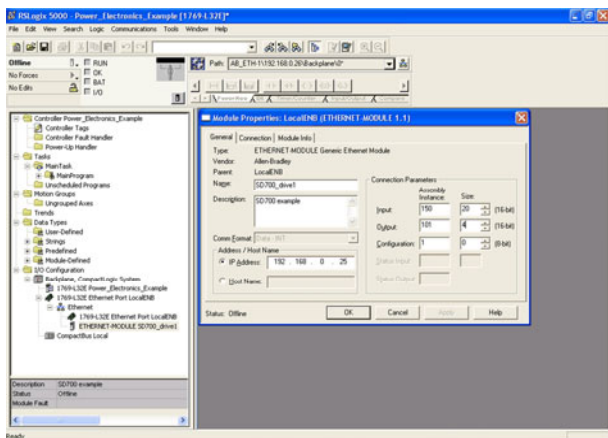 RSLogix 5000 - Power_Electronics_Example [1769-L32E]*
File Edit View Search Logic Communications Tools Window Help
Offline
RUN
No Forces
OK
No Edits
BAT
I/O
Path: AB_ETH-1\192.168.0.26\Backplane\0*
Favorites
Bit
Timer/Counter
Input/Output
Compare
Controller Power_Electronics_Example
Controller Tags
Controller Fault Handler
Power-Up Handler
Tasks
MainTask
MainProgram
Unscheduled Programs
Motion Groups
Ungrouped Axes
Trends
Data Types
User-Defined
Strings
Predefined
Module-Defined
I/O Configuration
Backplane, CompactLogix System
1769-L32E Power_Electronics_Example
1769-L32E Ethernet Port LocalENB
Ethernet
1769-L32E Ethernet Port LocalENB
ETHERNET-MODULE SD700_drive1
CompactBus Local
Description SD700 example
Status Offline
Module Fault
Ready
Module Properties: LocalENB (ETHERNET-MODULE 1.1)
General Connection Module Info
Type: ETHERNET-MODULE Generic Ethernet Module
Vendor: Allen-Bradley
Parent: LocalENB
Name: SD700_drive1
Description: SD700 example
Comm Format: Data - INT
Address / Host Name
IP Address: 192 . 168 . 0 . 25
Host Name:
Connection Parameters
Assembly Instance: Size:
Input: 150 20 (16-bit)
Output: 101 4 (16-bit)
Configuration: 1 0 (8-bit)
Status Input:
Status Output:
Status: Offline
OK Cancel Apply Help